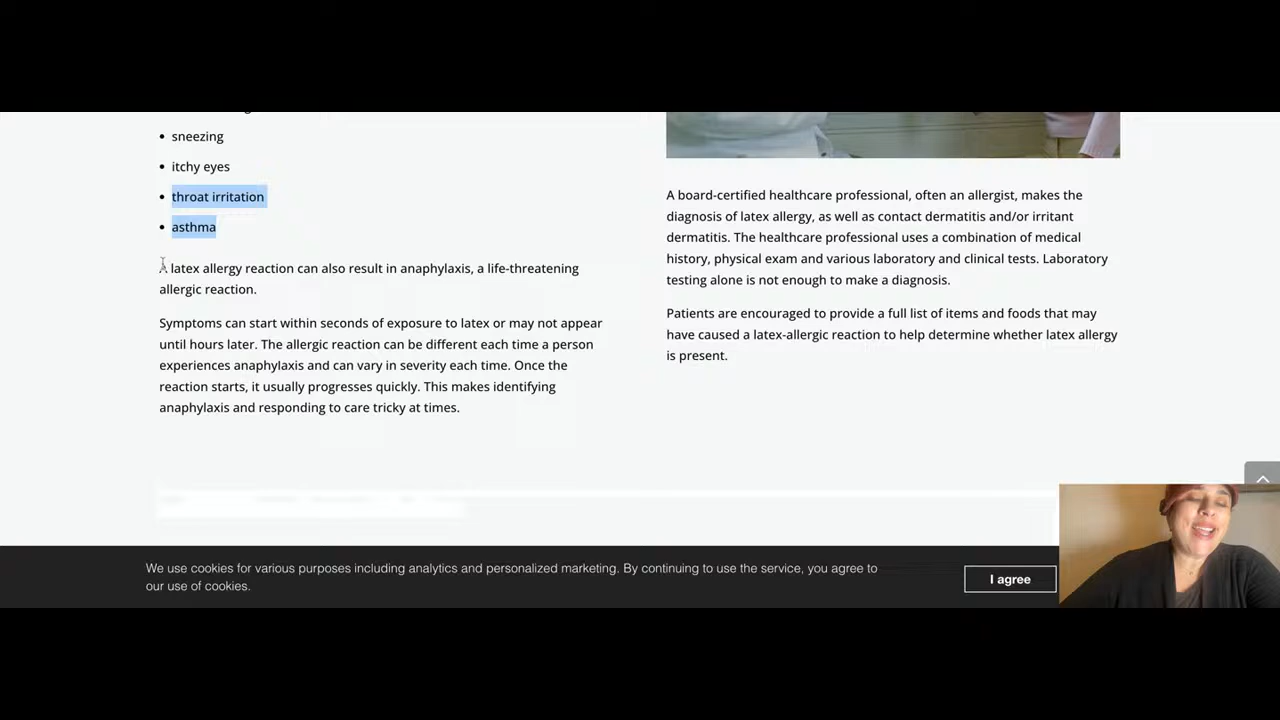 sneezing
itchy eyes
throat irritation
asthma
A latex allergy reaction can also result in anaphylaxis, a life-threatening
allergic reaction.
Symptoms can start within seconds of exposure to latex or may not appear
until hours later. The allergic reaction can be different each time a person
experiences anaphylaxis and can vary in severity each time. Once the
reaction starts, it usually progresses quickly. This makes identifying
anaphylaxis and responding to care tricky at times.
A board-certified healthcare professional, often an allergist, makes the
diagnosis of latex allergy, as well as contact dermatitis and/or irritant
dermatitis. The healthcare professional uses a combination of medical
history, physical exam and various laboratory and clinical tests. Laboratory
testing alone is not enough to make a diagnosis.
Patients are encouraged to provide a full list of items and foods that may
have caused a latex-allergic reaction to help determine whether latex allergy
is present.
We use cookies for various purposes including analytics and personalized marketing. By continuing to use the service, you agree to
our use of cookies.
I agree